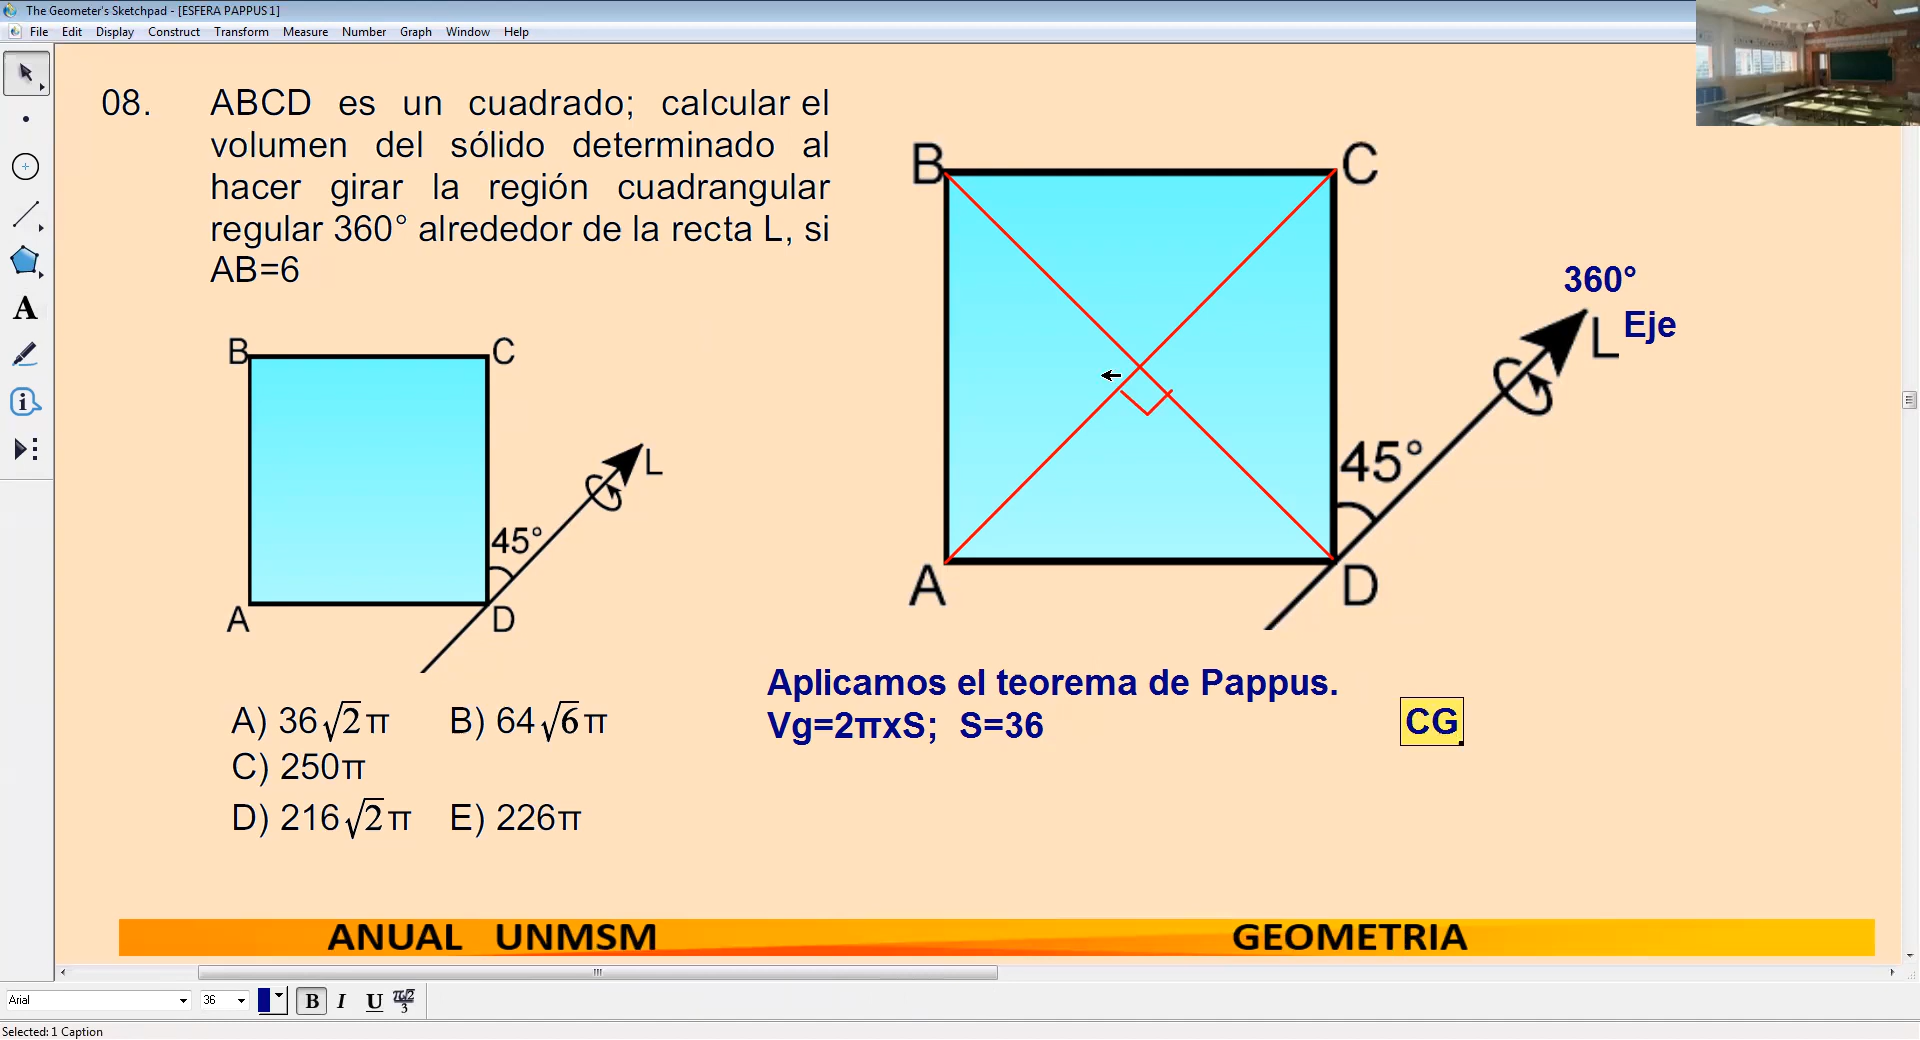 The Geometer's Sketchpad - [ESFERA PAPPUS 1]
File Edit Display Construct Transform Measure Number Graph Window Help
08. ABCD es un cuadrado; calcular el
volumen del sólido determinado al
hacer girar la región cuadrangular
regular 360° alrededor de la recta L, si
AB=6
B C
L
45°
A D
A) 36√2π B) 64√6π
C) 250π
D) 216√2π E) 226π
B C
360°
Eje
L
45°
A D
Aplicamos el teorema de Pappus.
Vg=2πxS; S=36
CG
ANUAL UNMSM GEOMETRIA
Arial 36 B I U
Selected: 1 Caption